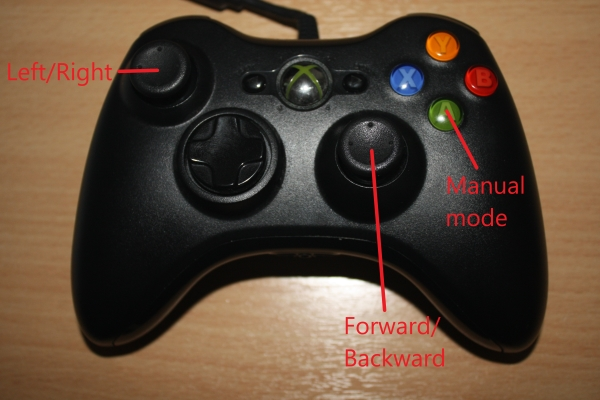 Y
Left/Right
X
B
A
Manual
mode
Forward/
Backward